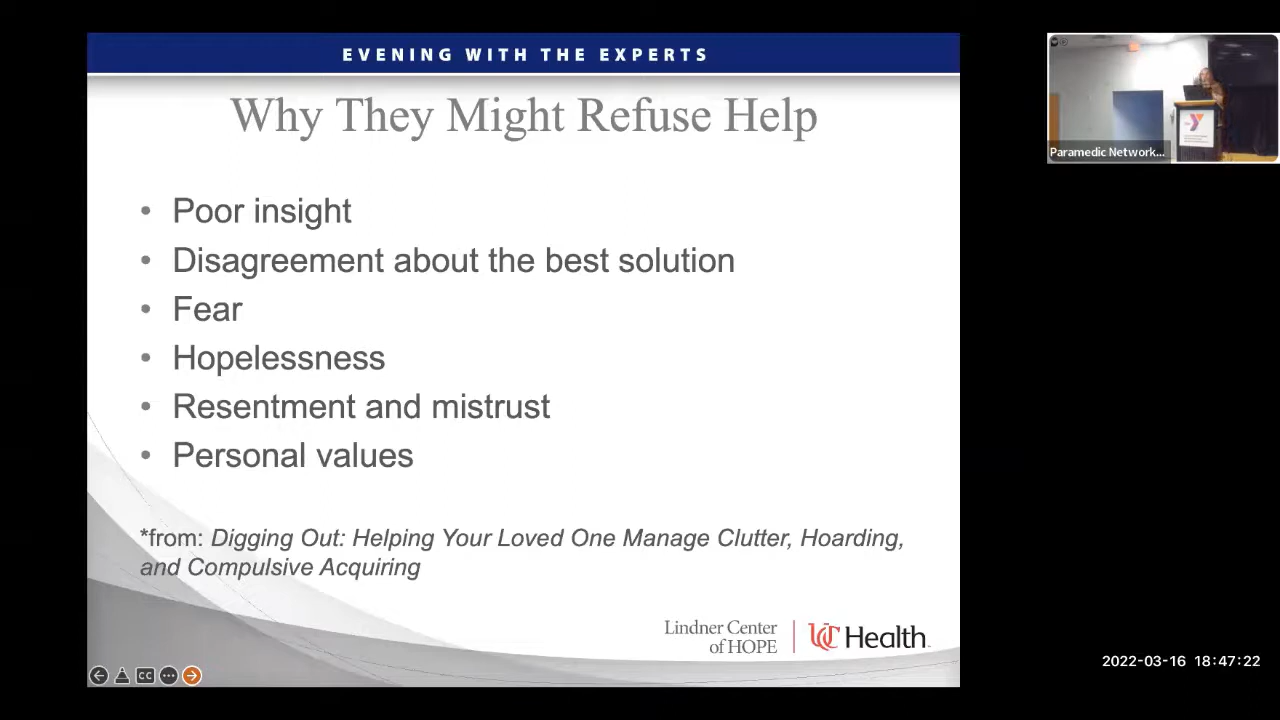 EVENING WITH THE EXPERTS
Why They Might Refuse Help
• Poor insight
• Disagreement about the best solution
• Fear
• Hopelessness
• Resentment and mistrust
• Personal values
*from: Digging Out: Helping Your Loved One Manage Clutter, Hoarding,
and Compulsive Acquiring
Lindner Center
of HOPE
UC Health
CC
Paramedic Network...
2022-03-16 18:47:22